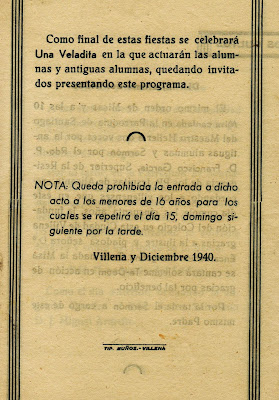 Como final de estas fiestas se celebrará
Una Veladita en la que actuarán las alum-
nas y antiguas alumnas, quedando invita-
dos presentando este programa.
NOTA: Queda prohibida la entrada a dicho
acto a los menores de 16 años para los
cuales se repetirá el día 15, domingo si-
guiente por la tarde.
Villena y Diciembre 1940.
TIP. MUÑOZ.-VILLENA